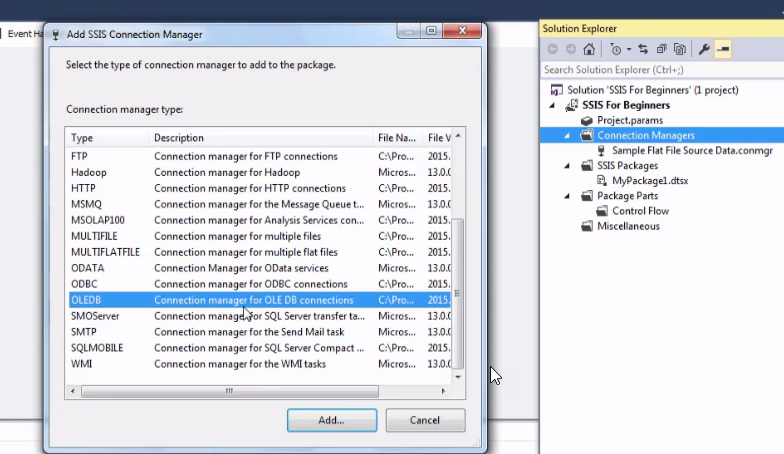 Event Ha
Add SSIS Connection Manager
Select the type of connection manager to add to the package.
Connection manager type:
Type Description File Na... File V
FTP Connection manager for FTP connections C:\Pro... 2015.
Hadoop Connection manager for Hadoop Micros... 13.0.0
HTTP Connection manager for HTTP connections C:\Pro... 2015.
MSMQ Connection manager for the Message Queue t... Micros... 13.0.0
MSOLAP100 Connection manager for Analysis Services con... C:\Pro... 2015.
MULTIFILE Connection manager for multiple files C:\Pro... 2015.
MULTIFLATFILE Connection manager for multiple flat files C:\Pro... 2015.
ODATA Connection Manager for OData services Micros... 13.0.0
ODBC Connection manager for ODBC connections C:\Pro... 2015.
OLEDB Connection manager for OLE DB connections C:\Pro... 2015.
SMOServer Connection manager for SQL Server transfer ta... Micros... 13.0.0
SMTP Connection manager for the Send Mail task Micros... 13.0.0
SQLMOBILE Connection manager for SQL Server Compact ... C:\Pro... 2015.
WMI Connection manager for the WMI tasks Micros... 13.0.0
Add... Cancel
Solution Explorer
Search Solution Explorer (Ctrl+;)
Solution 'SSIS For Beginners' (1 project)
SSIS For Beginners
Project.params
Connection Managers
Sample Flat File Source Data.conmgr
SSIS Packages
MyPackage1.dtsx
Package Parts
Control Flow
Miscellaneous